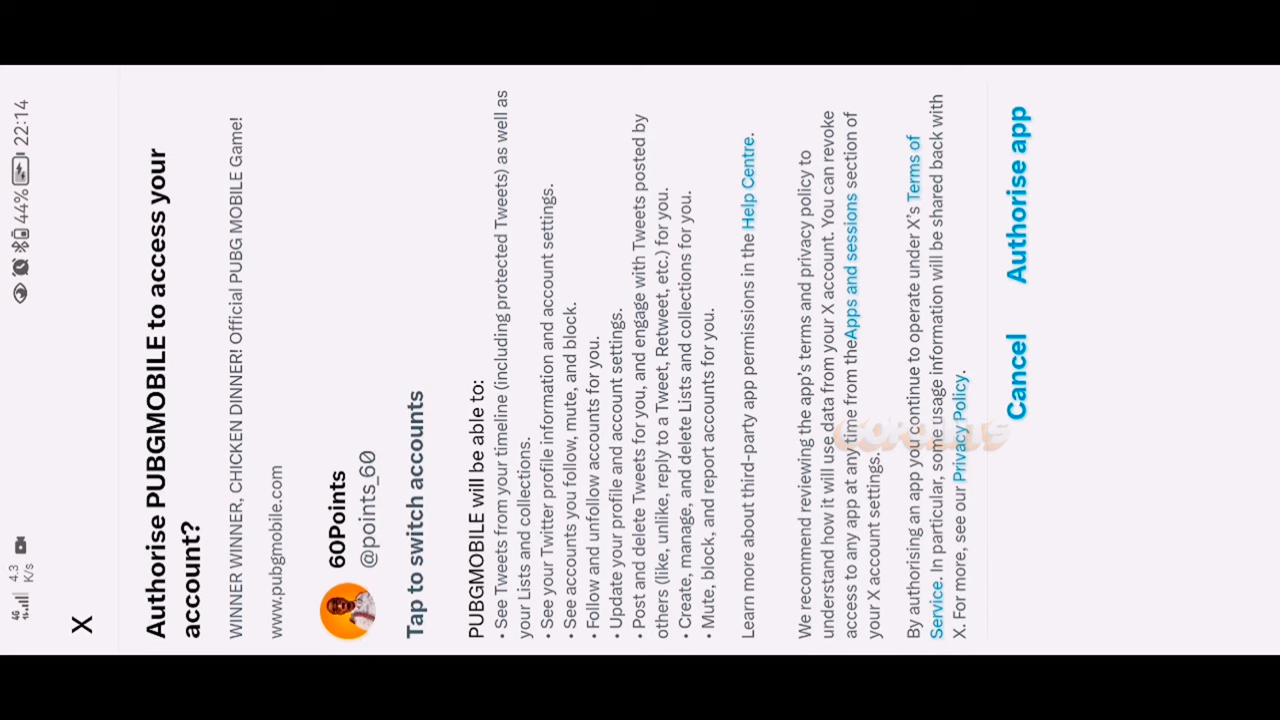 4G 4.3 K/s 44% 22:14
X
Authorise PUBGMOBILE to access your
account?
WINNER WINNER, CHICKEN DINNER! Official PUBG MOBILE Game!
www.pubgmobile.com
60Points
@points_60
Tap to switch accounts
PUBGMOBILE will be able to:
• See Tweets from your timeline (including protected Tweets) as well as
your Lists and collections.
• See your Twitter profile information and account settings.
• See accounts you follow, mute, and block.
• Follow and unfollow accounts for you.
• Update your profile and account settings.
• Post and delete Tweets for you, and engage with Tweets posted by
others (like, unlike, reply to a Tweet, Retweet, etc.) for you.
• Create, manage, and delete Lists and collections for you.
• Mute, block, and report accounts for you.
Learn more about third-party app permissions in the Help Centre.
We recommend reviewing the app's terms and privacy policy to
understand how it will use data from your X account. You can revoke
access to any app at any time from theApps and sessions section of
your X account settings.
By authorising an app you continue to operate under X's Terms of
Service. In particular, some usage information will be shared back with
X. For more, see our Privacy Policy.
Cancel Authorise app